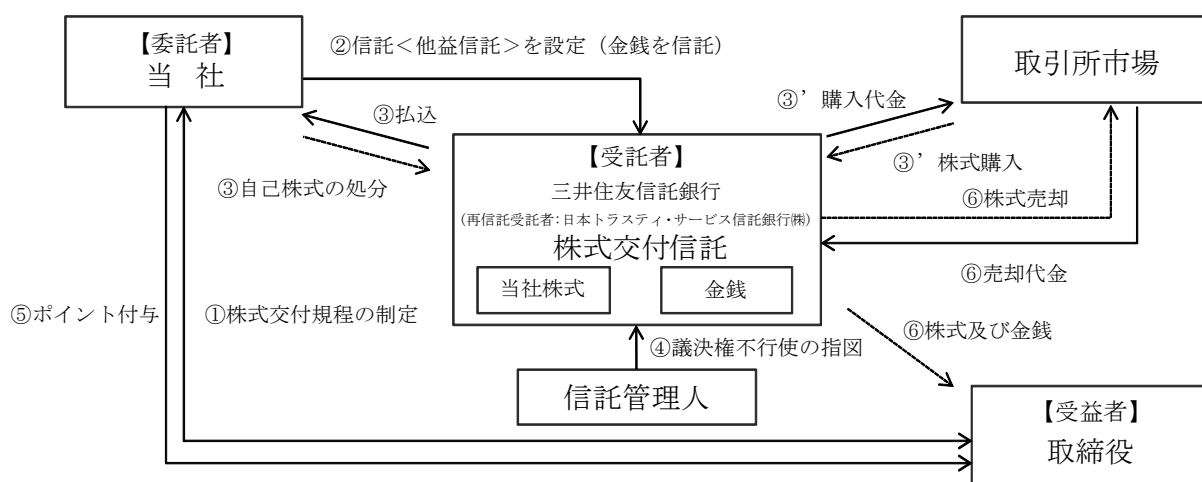 【委託者】
当 社
②信託＜他益信託＞を設定（金銭を信託）
取引所市場
③払込
③’購入代金
③自己株式の処分
③’株式購入
【受託者】
三井住友信託銀行
（再信託受託者：日本トラスティ・サービス信託銀行㈱）
株式交付信託
当社株式
金銭
⑥株式売却
⑥売却代金
⑤ポイント付与
①株式交付規程の制定
⑥株式及び金銭
④議決権不行使の指図
信託管理人
【受益者】
取締役